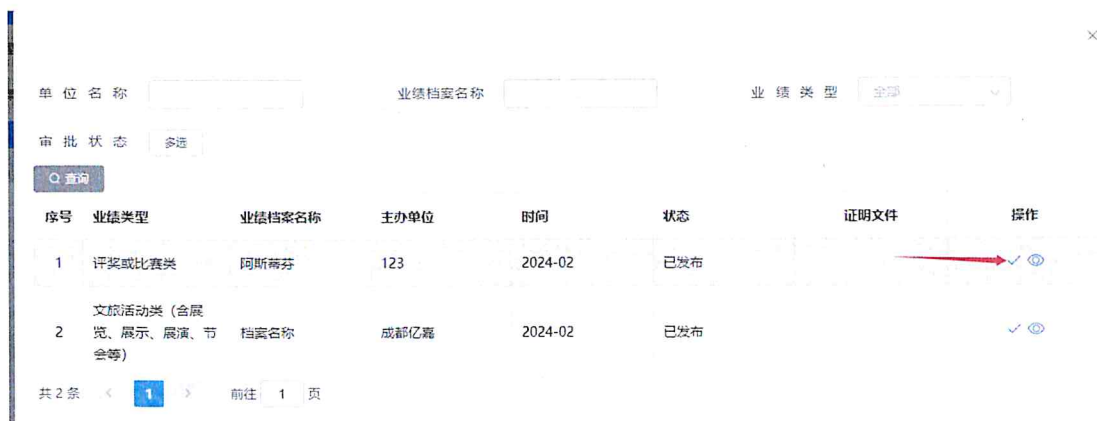 单位名称 业绩档案名称 业绩类型 全部
审批状态 多选
查询
序号 业绩类型 业绩档案名称 主办单位 时间 状态 证明文件 操作
1 评奖或比赛类 阿斯蒂芬 123 2024-02 已发布
2 文旅活动类（含展览、展示、展演、节会等） 档案名称 成都亿嘉 2024-02 已发布
共2条 < 1 > 前往 1 页